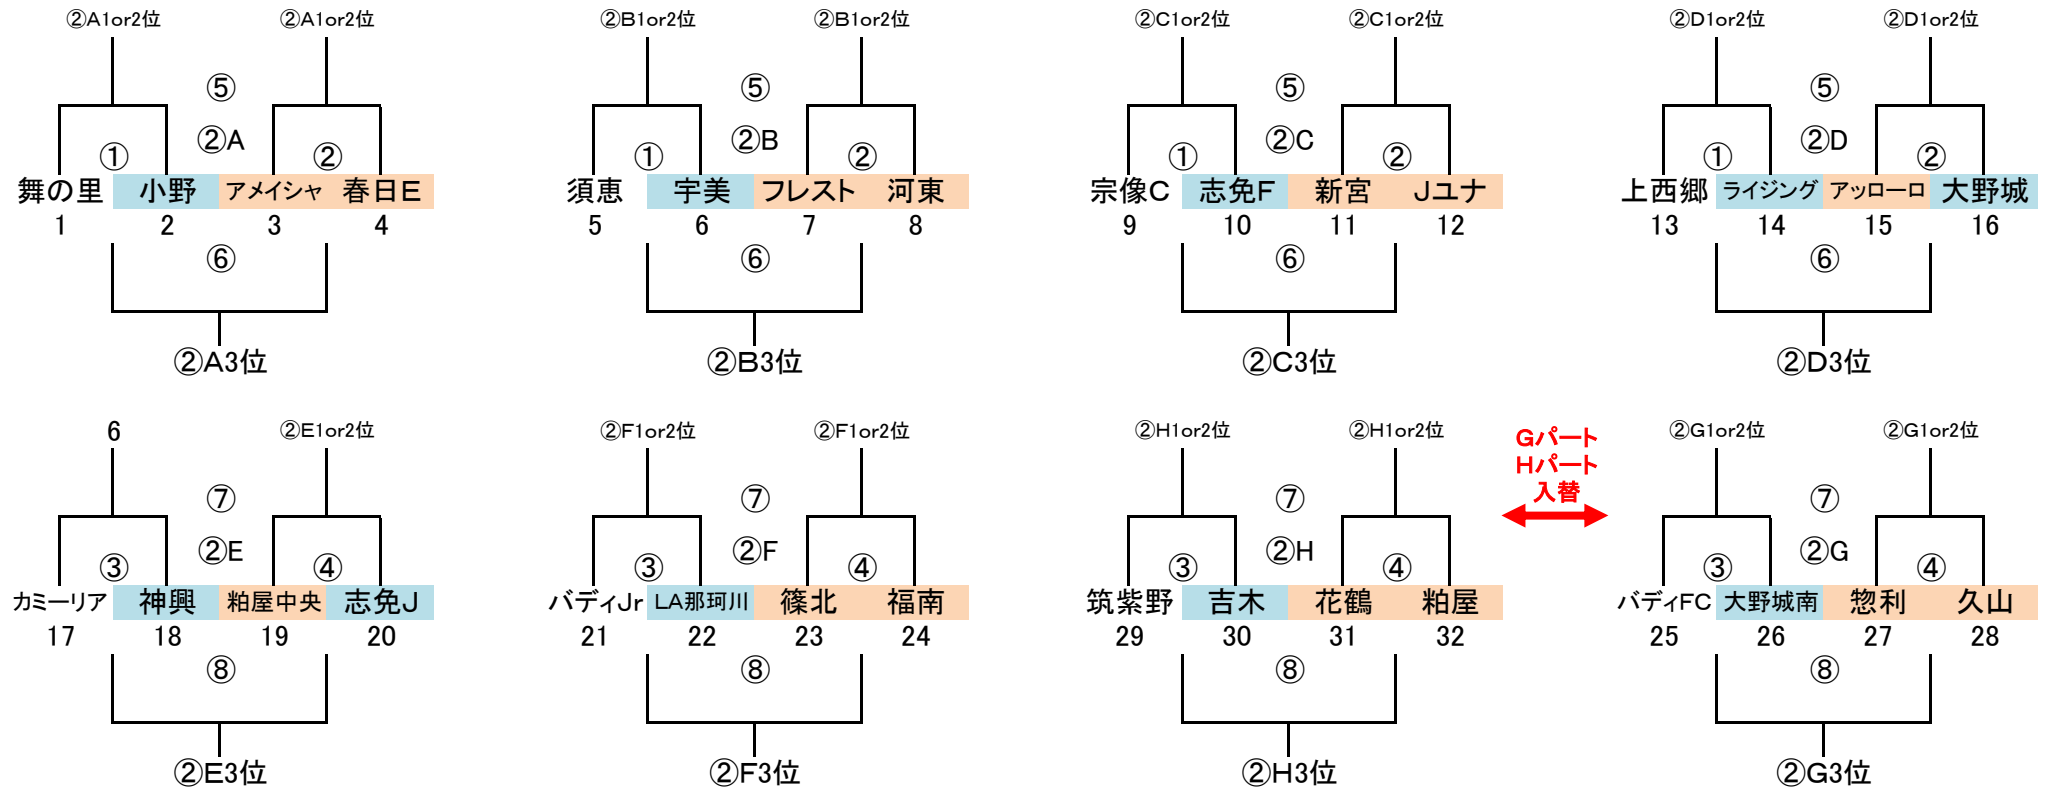 ②A1or2位 ②A1or2位 ②B1or2位 ②B1or2位 ②C1or2位 ②C1or2位 ②D1or2位 ②D1or2位
⑤ ⑤ ⑤ ⑤
②A ②B ②C ②D
① ② ① ② ① ② ① ②
舞の里 小野 アメイシャ 春日E 須恵 宇美 フレスト 河東 宗像C 志免F 新宮 Jユナ 上西郷 ライジング アッローロ 大野城
1 2 3 4 5 6 7 8 9 10 11 12 13 14 15 16
⑥ ⑥ ⑥ ⑥
②A3位 ②B3位 ②C3位 ②D3位
6 ②E1or2位 ②F1or2位 ②F1or2位 ②H1or2位 ②H1or2位 ②G1or2位 ②G1or2位
Gパート
Hパート
入替
⑦ ⑦ ⑦ ⑦
②E ②F ②H ②G
③ ④ ③ ④ ③ ④ ③ ④
カミーリア 神興 粕屋中央 志免J バディJr LA那珂川 篠北 福南 筑紫野 吉木 花鶴 粕屋 バディFC 大野城南 惣利 久山
17 18 19 20 21 22 23 24 29 30 31 32 25 26 27 28
⑧ ⑧ ⑧ ⑧
②E3位 ②F3位 ②H3位 ②G3位